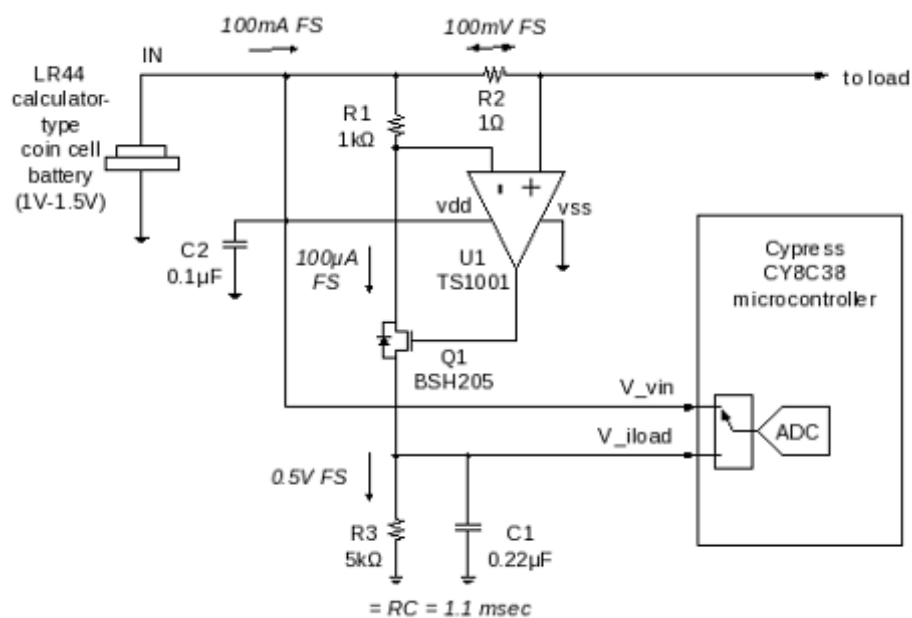 100mA FS
100mV FS
IN
to load
LR44
calculator-
type
coin cell
battery
(1V-1.5V)
R1
1kΩ
R2
1Ω
- +
vdd
vss
C2
0.1µF
100µA
FS
U1
TS1001
Cypress
CY8C38
microcontroller
Q1
BSH205
V_vin
ADC
V_iload
0.5V FS
R3
5kΩ
C1
0.22µF
= RC = 1.1 msec